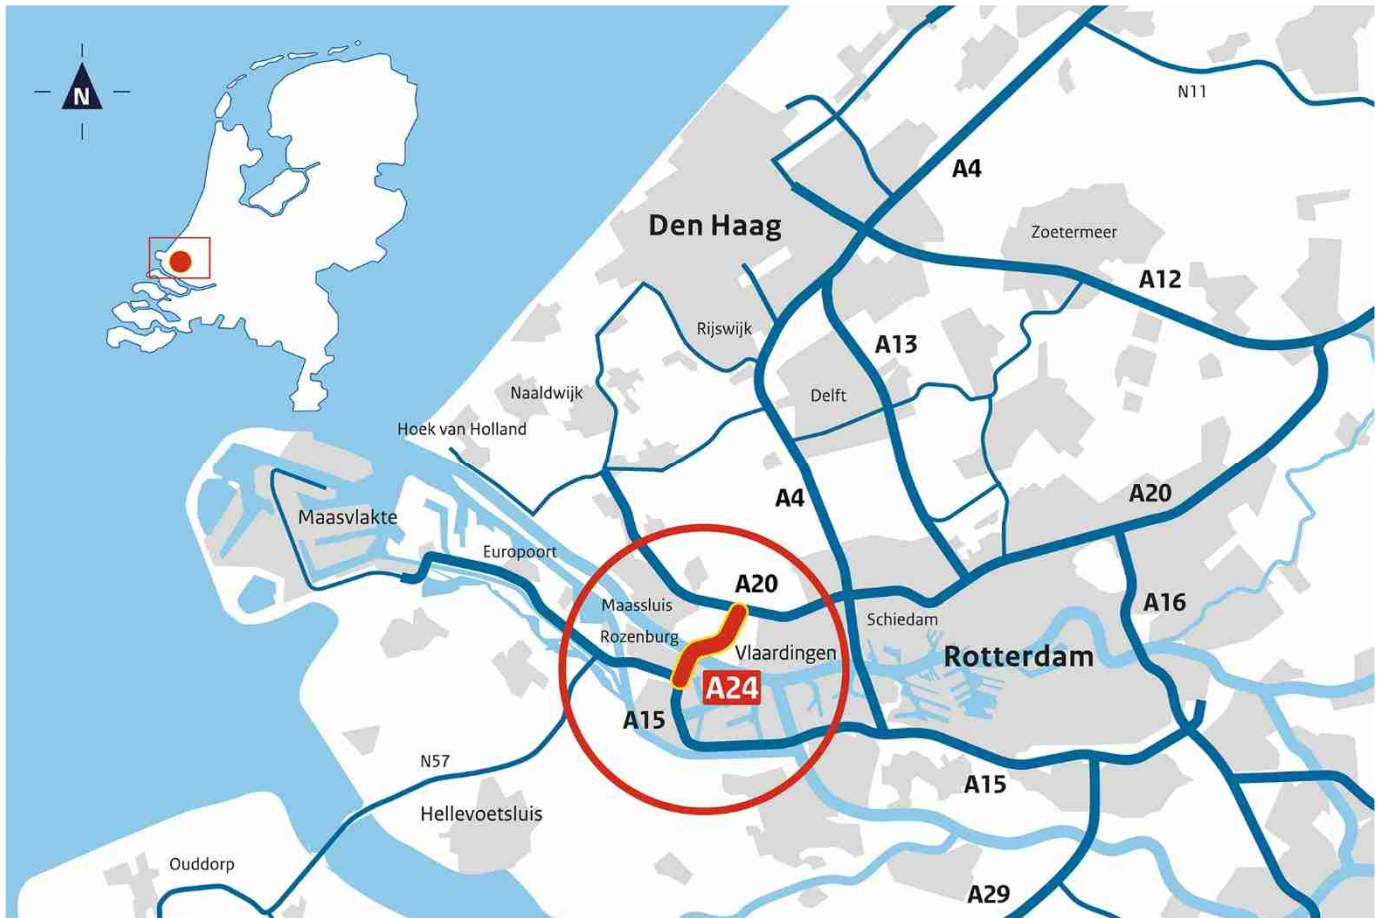 N
N11
A4
Den Haag
Zoetermeer
A12
Rijswijk
A13
Naaldwijk
Delft
Hoek van Holland
A4
A20
Maasvlakte
Europoort
A20
Maassluis
A16
Schiedam
Rozenburg
Vlaardingen
Rotterdam
A24
A15
N57
A15
Hellevoetsluis
Ouddorp
A29